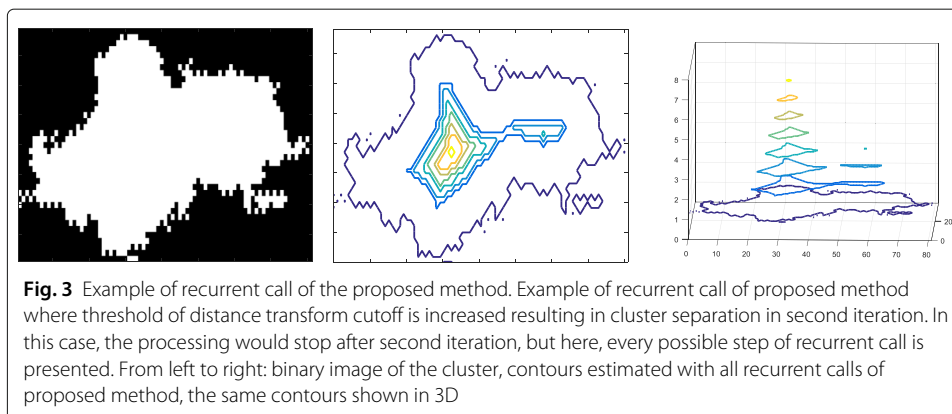 8
7
6
5
4
3
2
1
0
0 10 20 30 40 50 60 70 80
20
0
Fig. 3 Example of recurrent call of the proposed method. Example of recurrent call of proposed method
where threshold of distance transform cutoff is increased resulting in cluster separation in second iteration. In
this case, the processing would stop after second iteration, but here, every possible step of recurrent call is
presented. From left to right: binary image of the cluster, contours estimated with all recurrent calls of
proposed method, the same contours shown in 3D